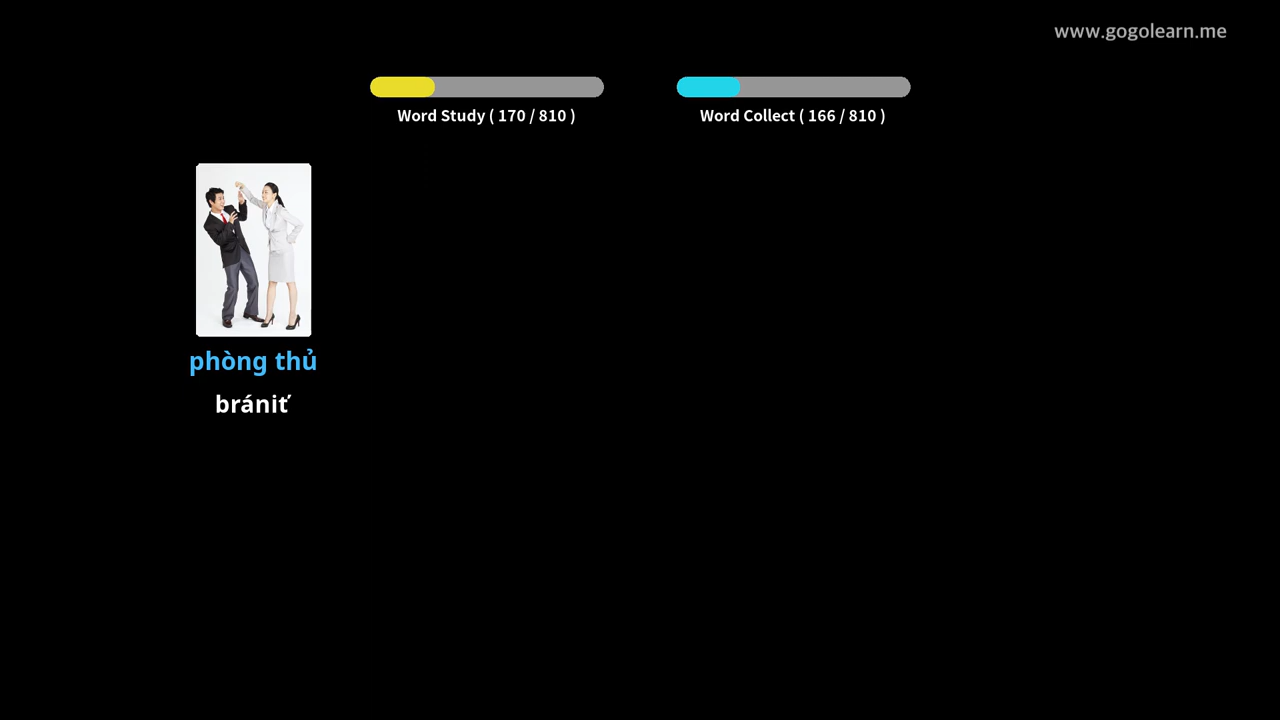 www.gogolearn.me
Word Study ( 170 / 810 )
Word Collect ( 166 / 810 )
phòng thủ
brániť